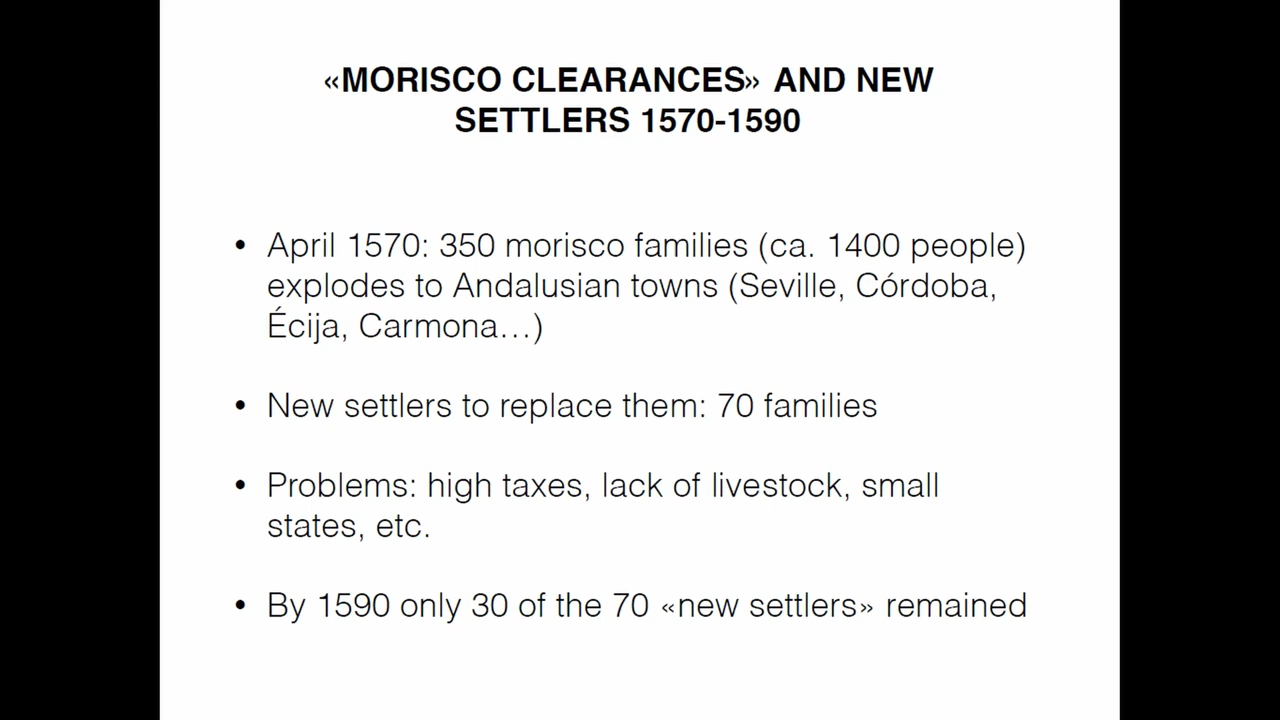 «MORISCO CLEARANCES» AND NEW
SETTLERS 1570-1590
• April 1570: 350 morisco families (ca. 1400 people)
explodes to Andalusian towns (Seville, Córdoba,
Écija, Carmona…)
• New settlers to replace them: 70 families
• Problems: high taxes, lack of livestock, small
states, etc.
• By 1590 only 30 of the 70 «new settlers» remained